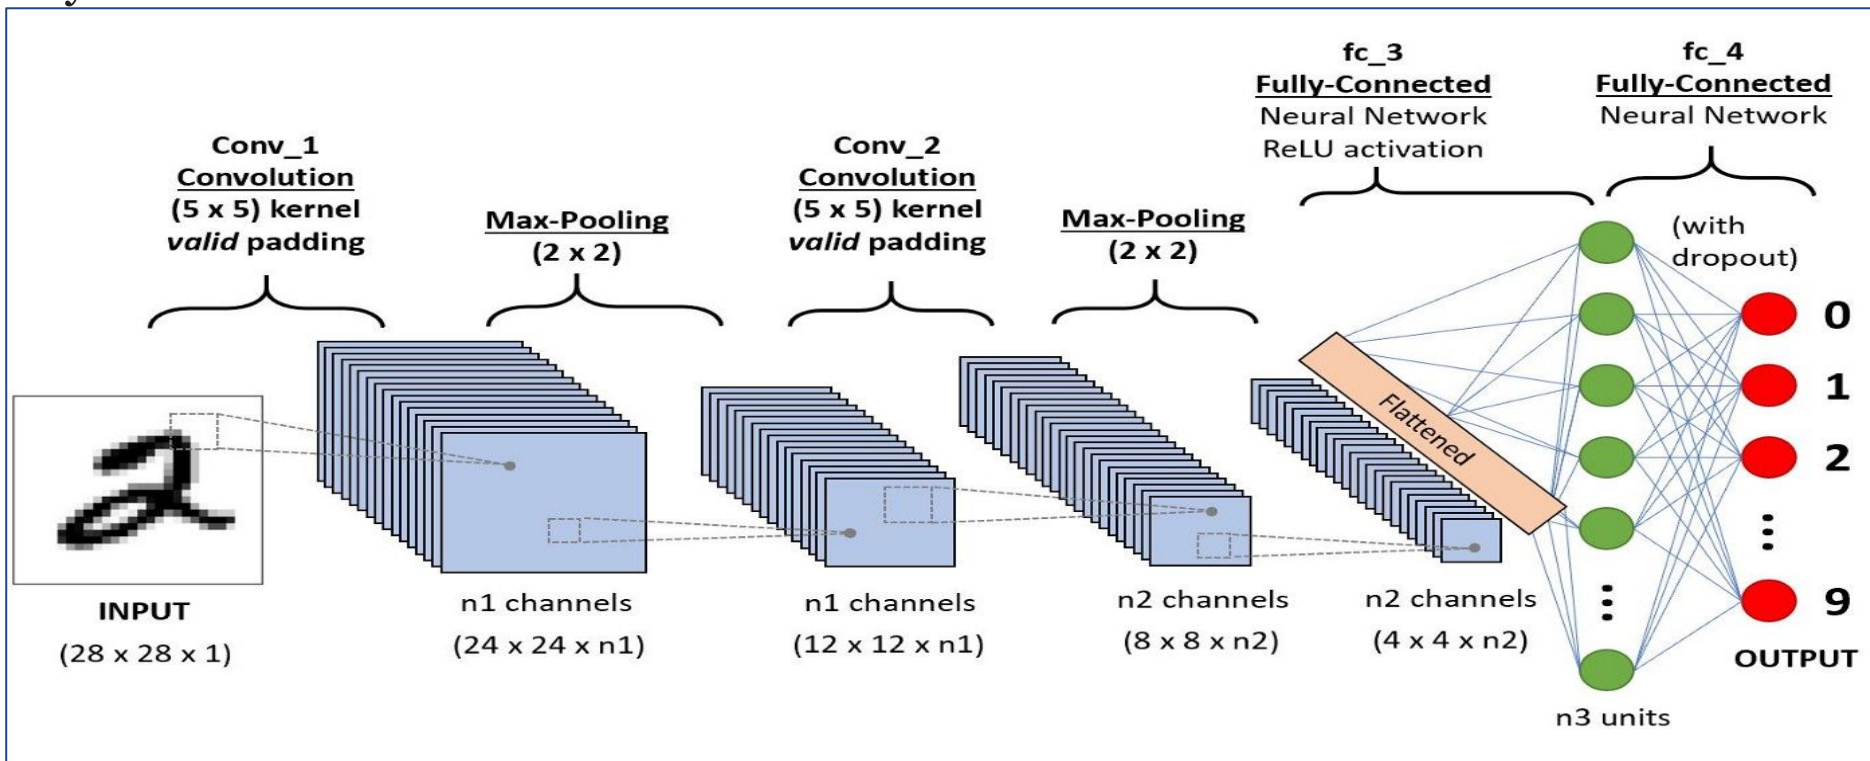 Conv_1
Convolution
(5 x 5) kernel
valid padding
Max-Pooling
(2 x 2)
Conv_2
Convolution
(5 x 5) kernel
valid padding
Max-Pooling
(2 x 2)
fc_3
Fully-Connected
Neural Network
ReLU activation
fc_4
Fully-Connected
Neural Network
(with
dropout)
Flattened
0
1
2
9
OUTPUT
INPUT
(28 x 28 x 1)
n1 channels
(24 x 24 x n1)
n1 channels
(12 x 12 x n1)
n2 channels
(8 x 8 x n2)
n2 channels
(4 x 4 x n2)
n3 units